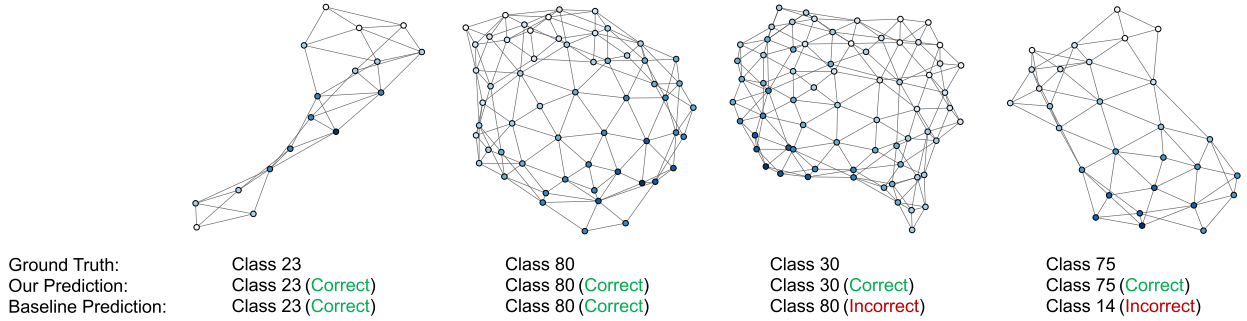 Ground Truth: Class 23 Class 80 Class 30 Class 75
Our Prediction: Class 23 (Correct) Class 80 (Correct) Class 30 (Correct) Class 75 (Correct)
Baseline Prediction: Class 23 (Correct) Class 80 (Correct) Class 80 (Incorrect) Class 14 (Incorrect)